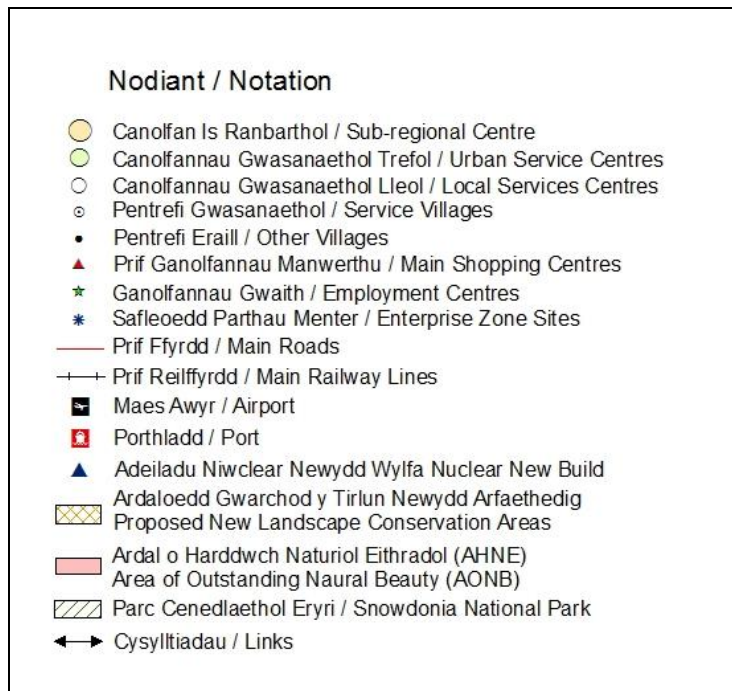 Nodiant / Notation
Canolfan Is Ranbarthol / Sub-regional Centre
Canolfannau Gwasanaethol Trefol / Urban Service Centres
Canolfannau Gwasanaethol Lleol / Local Services Centres
Pentrefi Gwasanaethol / Service Villages
Pentrefi Eraill / Other Villages
Prif Ganolfannau Manwerthu / Main Shopping Centres
Ganolfannau Gwaith / Employment Centres
Safleoedd Parthau Menter / Enterprise Zone Sites
Prif Ffyrdd / Main Roads
Prif Reilffyrdd / Main Railway Lines
Maes Awyr / Airport
Porthladd / Port
Adeiladu Niwclear Newydd Wylfa Nuclear New Build
Ardaloedd Gwarchod y Tirlun Newydd Arfaethedig
Proposed New Landscape Conservation Areas
Ardal o Harddwch Naturiol Eithradol (AHNE)
Area of Outstanding Naural Beauty (AONB)
Parc Cenedlaethol Eryri / Snowdonia National Park
Cysylltiadau / Links